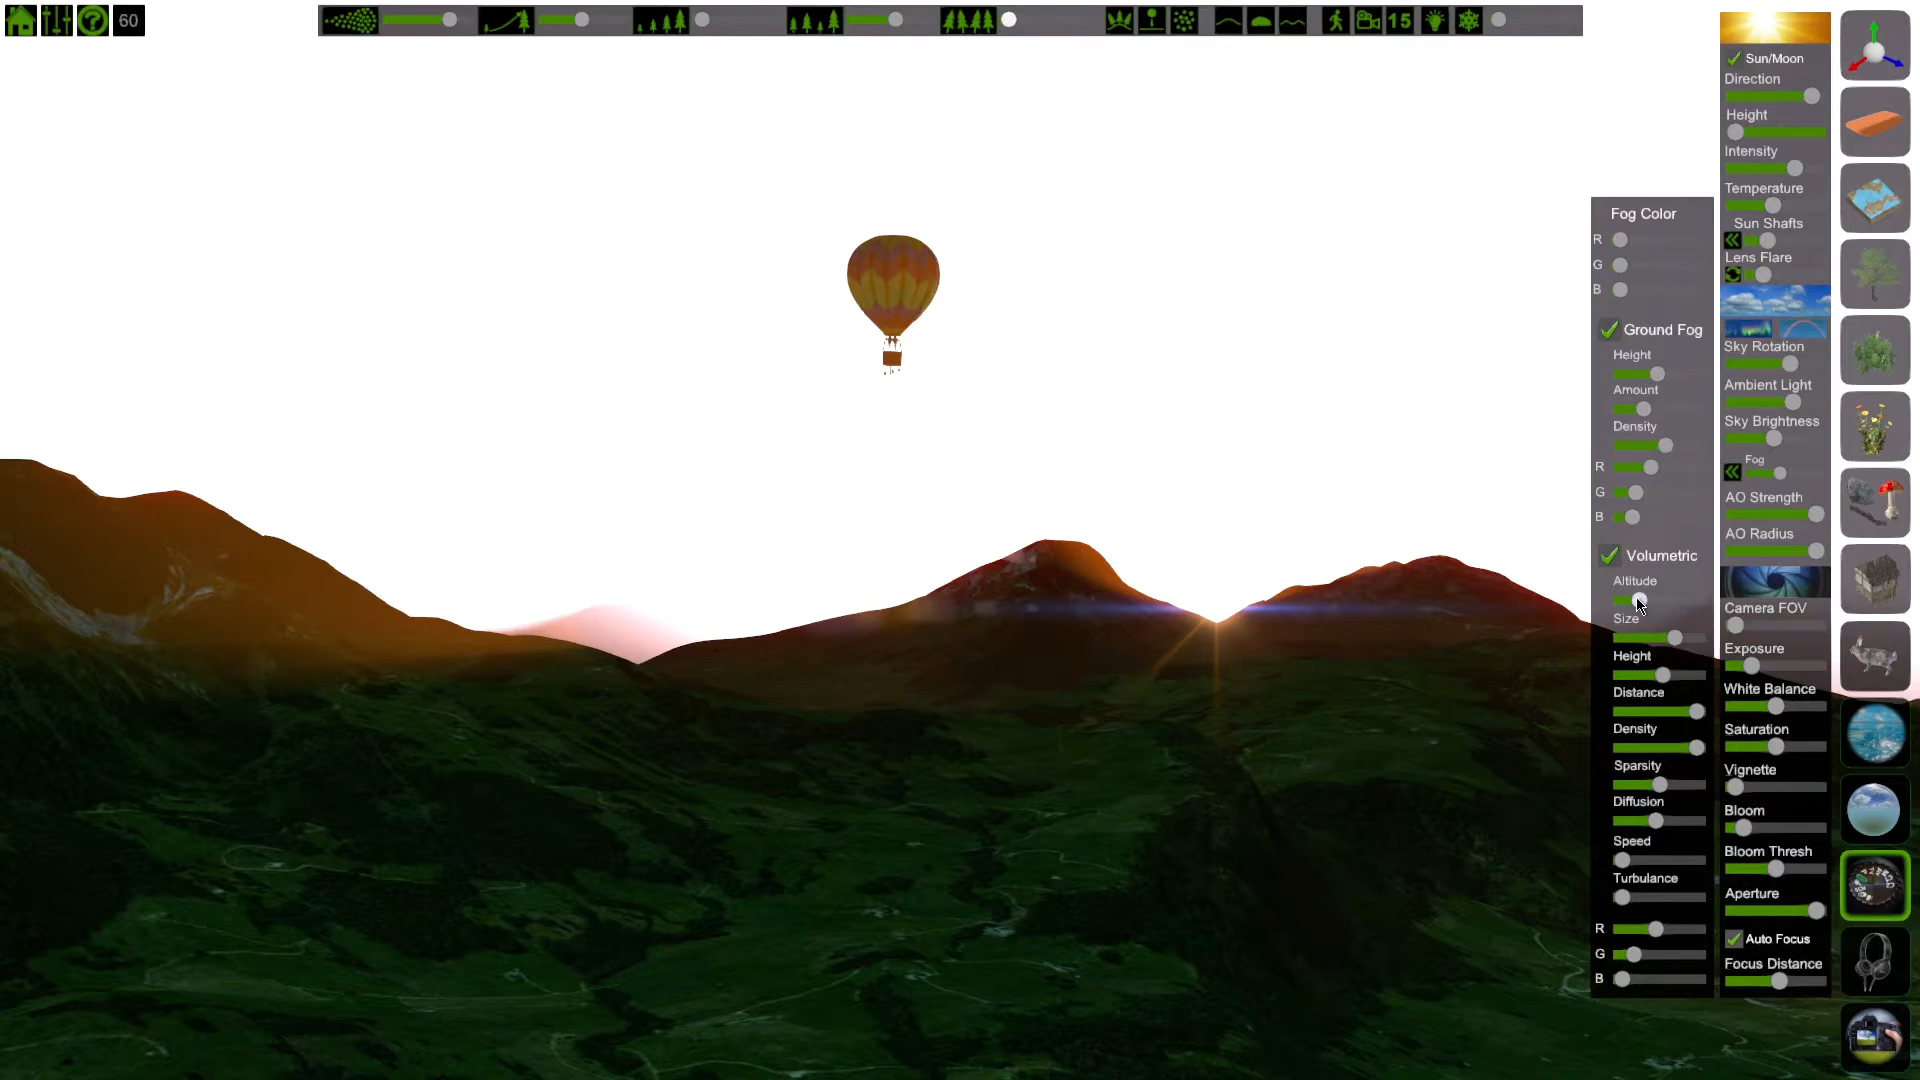 60
15
Sun/Moon
Direction
Height
Intensity
Temperature
Sun Shafts
Lens Flare
Sky Rotation
Ambient Light
Sky Brightness
Fog
AO Strength
AO Radius
Camera FOV
Exposure
White Balance
Saturation
Vignette
Bloom
Bloom Thresh
Aperture
Auto Focus
Focus Distance
Fog Color
R
G
B
Ground Fog
Height
Amount
Density
R
G
B
Volumetric
Altitude
Size
Height
Distance
Density
Sparsity
Diffusion
Speed
Turbulance
R
G
B